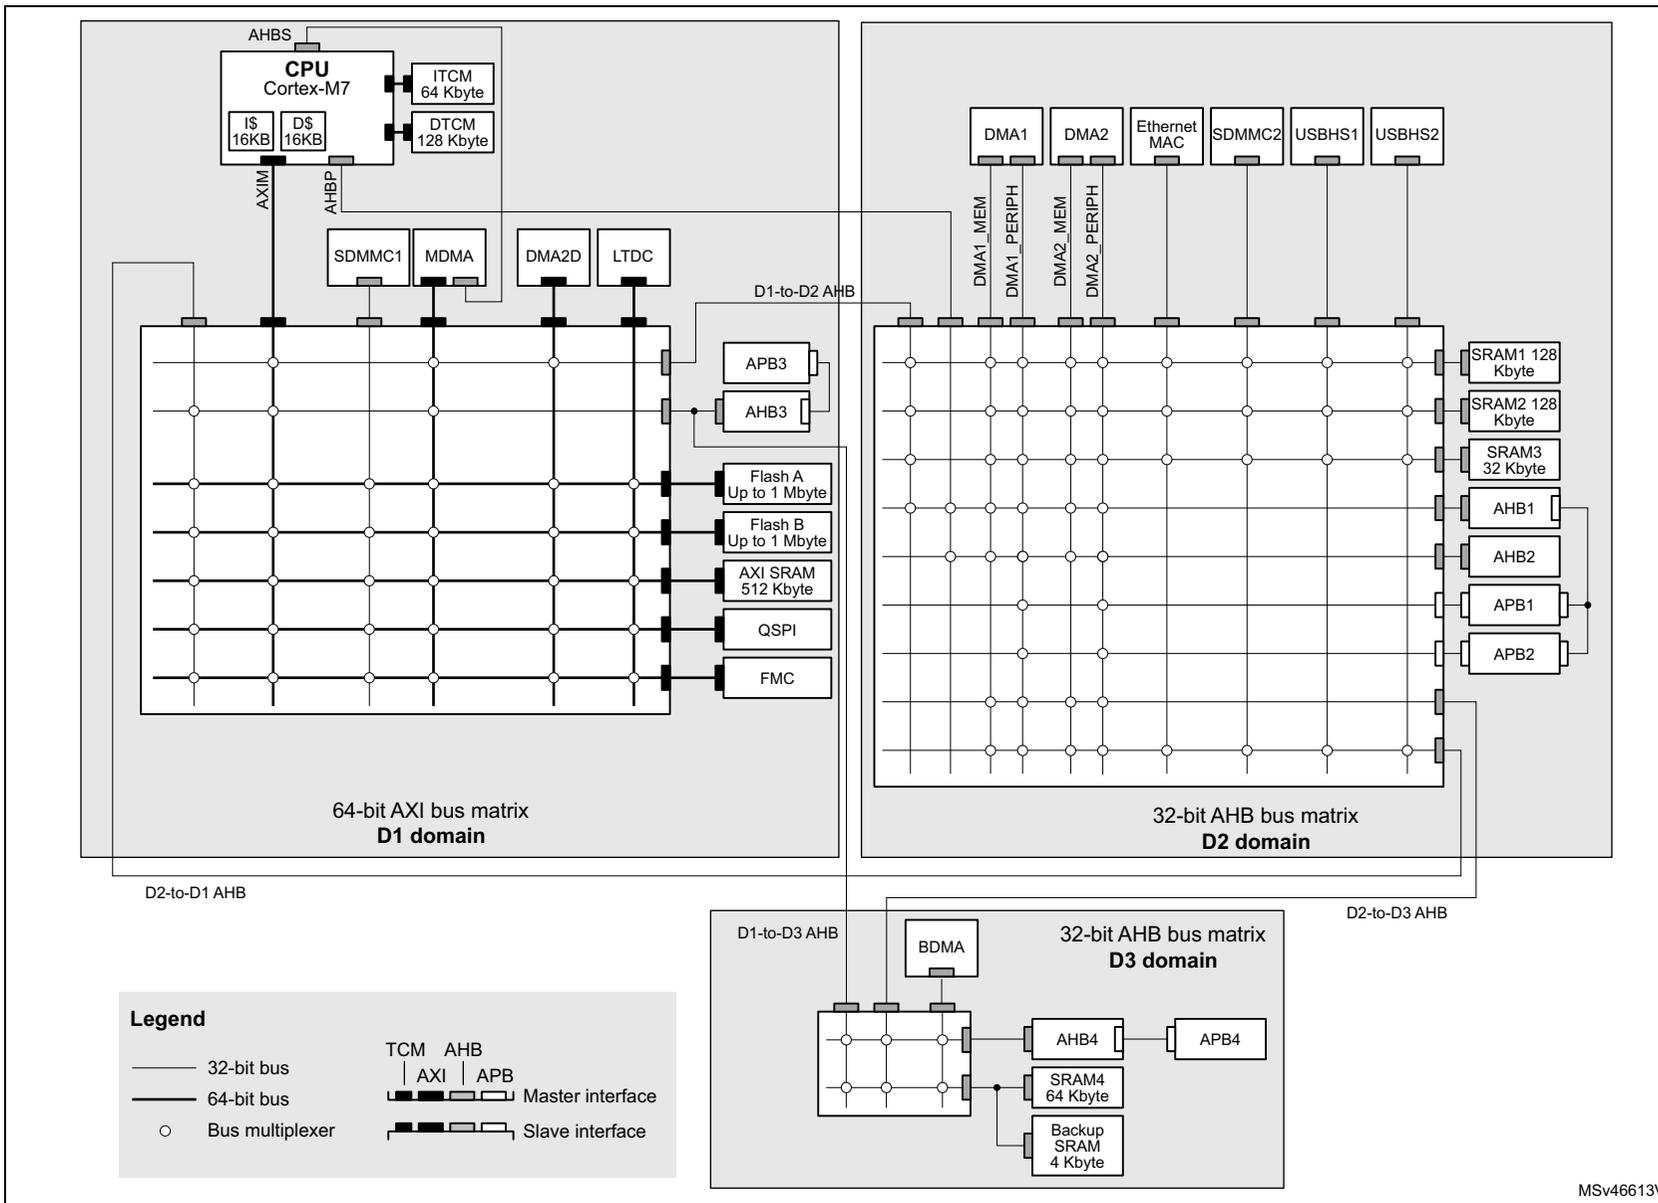 AHBS
CPU
Cortex-M7
I$
16KB
D$
16KB
ITCM
64 Kbyte
DTCM
128 Kbyte
AXIM
AHBP
SDMMC1
MDMA
DMA2D
LTDC
D1-to-D2 AHB
APB3
AHB3
Flash A
Up to 1 Mbyte
Flash B
Up to 1 Mbyte
AXI SRAM
512 Kbyte
QSPI
FMC
64-bit AXI bus matrix
D1 domain
DMA1
DMA2
Ethernet
MAC
SDMMC2
USBHS1
USBHS2
DMA1_MEM
DMA1_PERIPH
DMA2_MEM
DMA2_PERIPH
SRAM1 128
Kbyte
SRAM2 128
Kbyte
SRAM3
32 Kbyte
AHB1
AHB2
APB1
APB2
32-bit AHB bus matrix
D2 domain
D2-to-D1 AHB
D2-to-D3 AHB
D1-to-D3 AHB
BDMA
32-bit AHB bus matrix
D3 domain
AHB4
APB4
SRAM4
64 Kbyte
Backup
SRAM
4 Kbyte
Legend
32-bit bus
64-bit bus
Bus multiplexer
TCM AHB
AXI APB
Master interface
Slave interface
MSv46613V